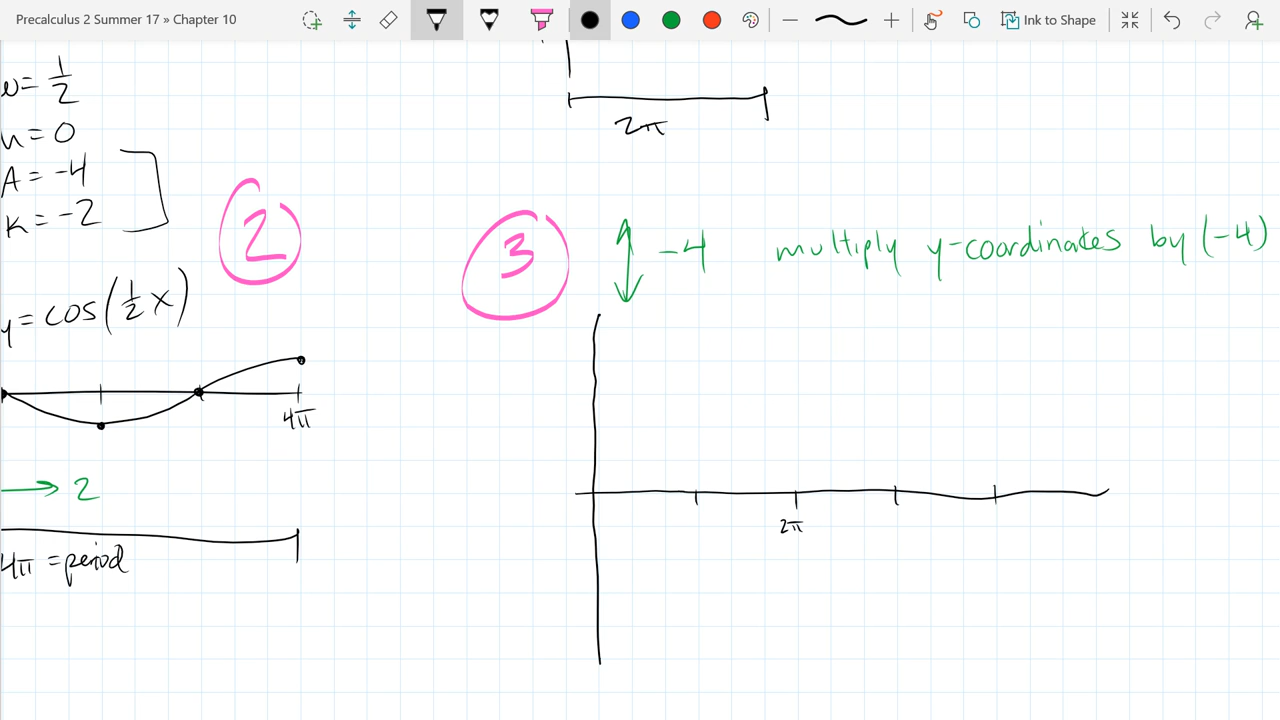 Precalculus 2 Summer 17 » Chapter 10
Ink to Shape
w = 1/2
h = 0
A = -4
K = -2
2π
2
3
-4 multiply y-coordinates by (-4)
y = cos(1/2 x)
4π
2
4π = period
2π